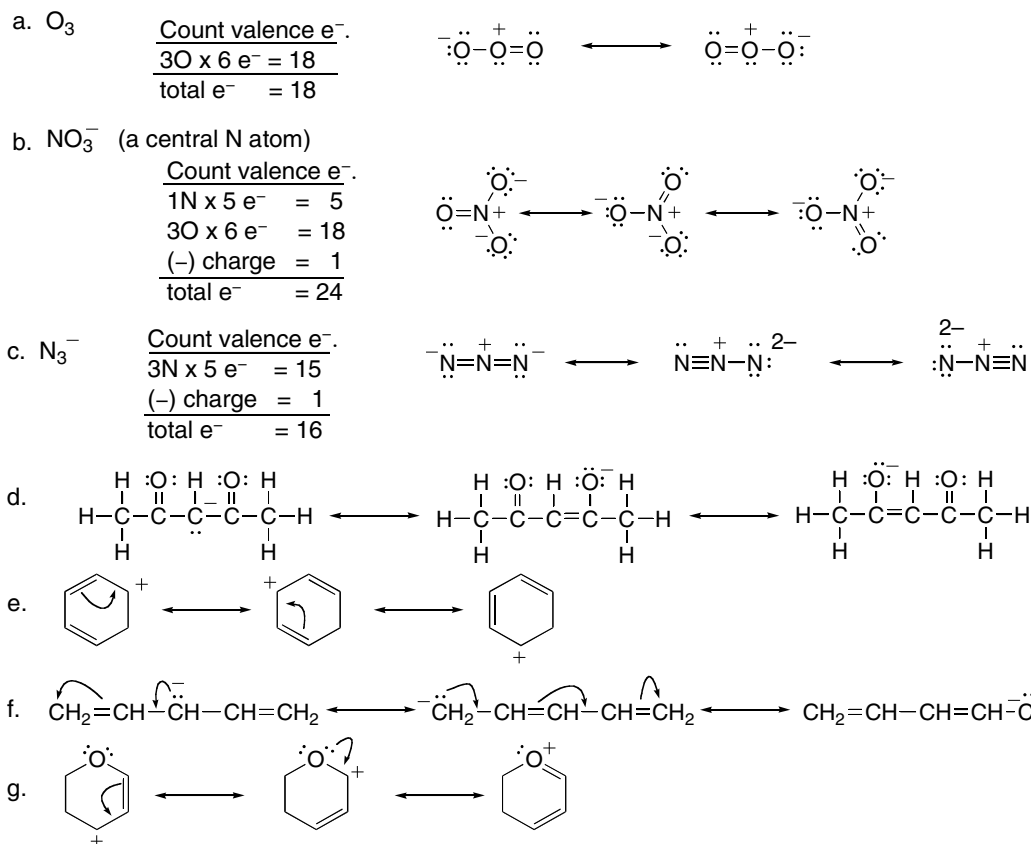 a. O₃
Count valence e⁻.
3O x 6 e⁻ = 18
total e⁻ = 18
⁻:Ö–O⁺=Ö ⟷ Ö=O⁺–Ö:⁻
b. NO₃⁻ (a central N atom)
Count valence e⁻.
1N x 5 e⁻ = 5
3O x 6 e⁻ = 18
(–) charge = 1
total e⁻ = 24
O –
O=N +
– O
O
– O–N +
– O
O –
– O–N +
O
c. N₃⁻
Count valence e⁻.
3N x 5 e⁻ = 15
(–) charge = 1
total e⁻ = 16
– N=N=N – +
N≡N–N: + 2–
2– :N–N≡N +
d.
H :O: H :O: H
H–C–C–C–C–C–H –
H H
H :O: H :O: – H
H–C–C–C=C–C–H
H H
H :O: – H :O: H
H–C–C=C–C–C–H
H H
e. + + +
f. CH₂=CH–CH–CH=CH₂ –
– CH₂–CH=CH–CH=CH₂
CH₂=CH–CH=CH–
g. :O: + :O: + :O +